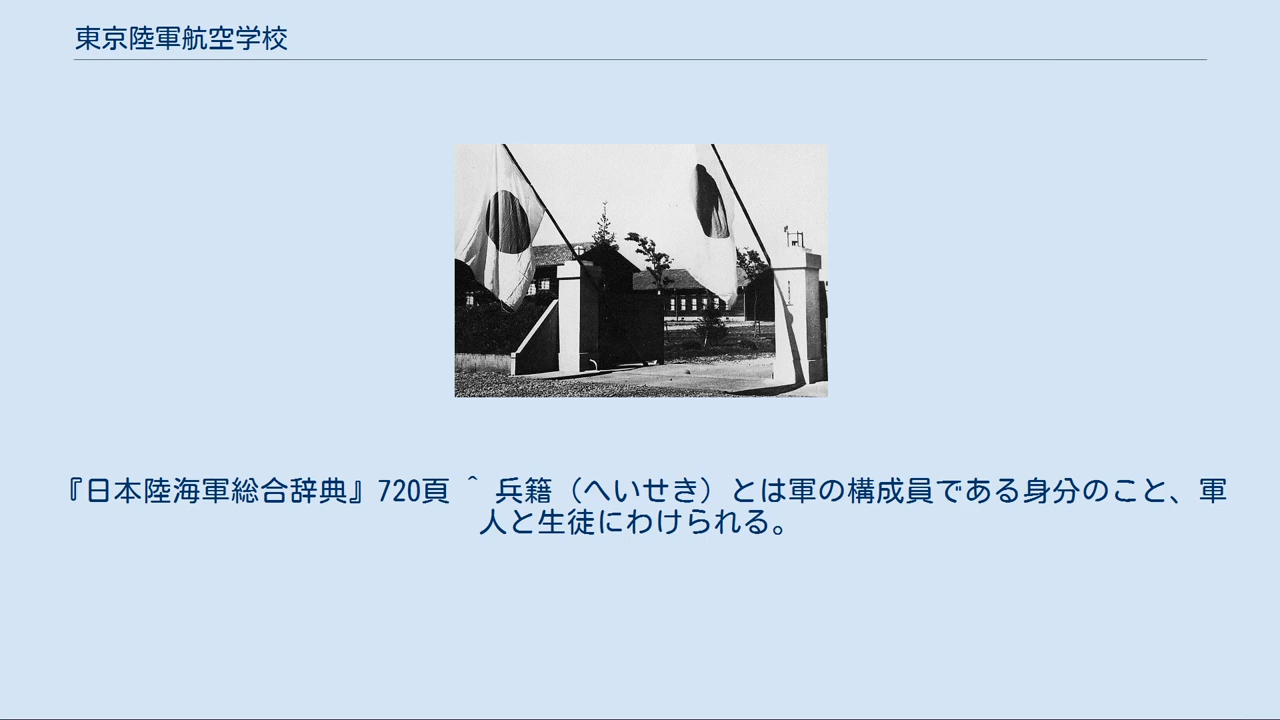 東京陸軍航空学校
『日本陸海軍総合辞典』720頁 ^ 兵籍（へいせき）とは軍の構成員である身分のこと、軍
人と生徒にわけられる。